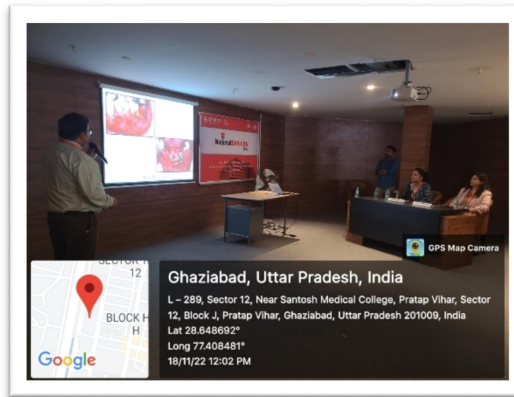 GPS Map Camera
12
BLOCK H
H
Google
Ghaziabad, Uttar Pradesh, India
L – 289, Sector 12, Near Santosh Medical College, Pratap Vihar, Sector
12, Block J, Pratap Vihar, Ghaziabad, Uttar Pradesh 201009, India
Lat 28.648692°
Long 77.408481°
18/11/22 12:02 PM